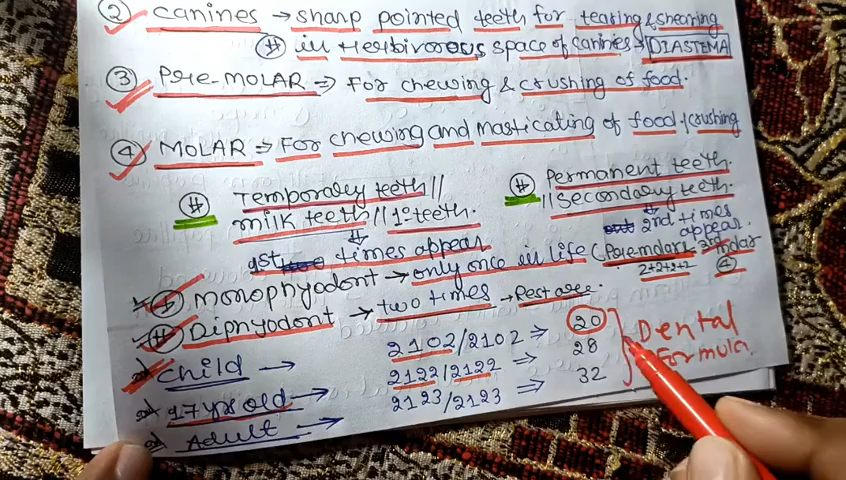 ② Canines → sharp pointed teeth for tearing & shearing
(#) in Herbivorous space of canines → DIASTEMA
③ Pre-MOLAR ⇒ For chewing & crushing of food.
④ MOLAR ⇒ For chewing and masticating of food / crushing
(#) Temporary teeth //
milk teeth // 1° teeth.
⇓
1st times appear
(#) Permanent teeth.
// Secondary teeth.
⇓
2nd times appear.
(#) Monophyodont → only once in life (Premolar 3rd molar
2+2+2+2 ④
(#) Diphyodont → two times → Rest are.
Child → 2102/2102 ⇒ 20
17 yrs old → 2122/2122 ⇒ 28
Adult → 2123/2123 ⇒ 32
Dental
Formula.